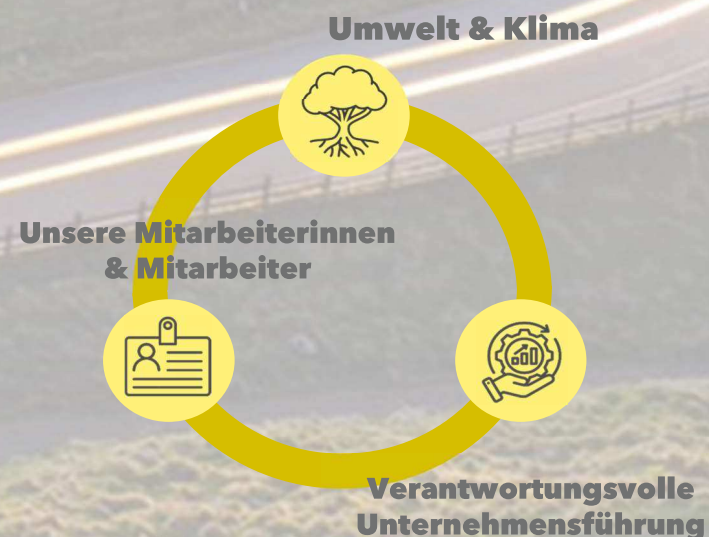 Umwelt & Klima
Unsere Mitarbeiterinnen
& Mitarbeiter
Verantwortungsvolle
Unternehmensführung